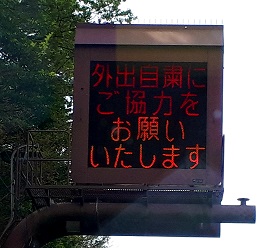 外出自粛に
ご協力を
お願い
いたします